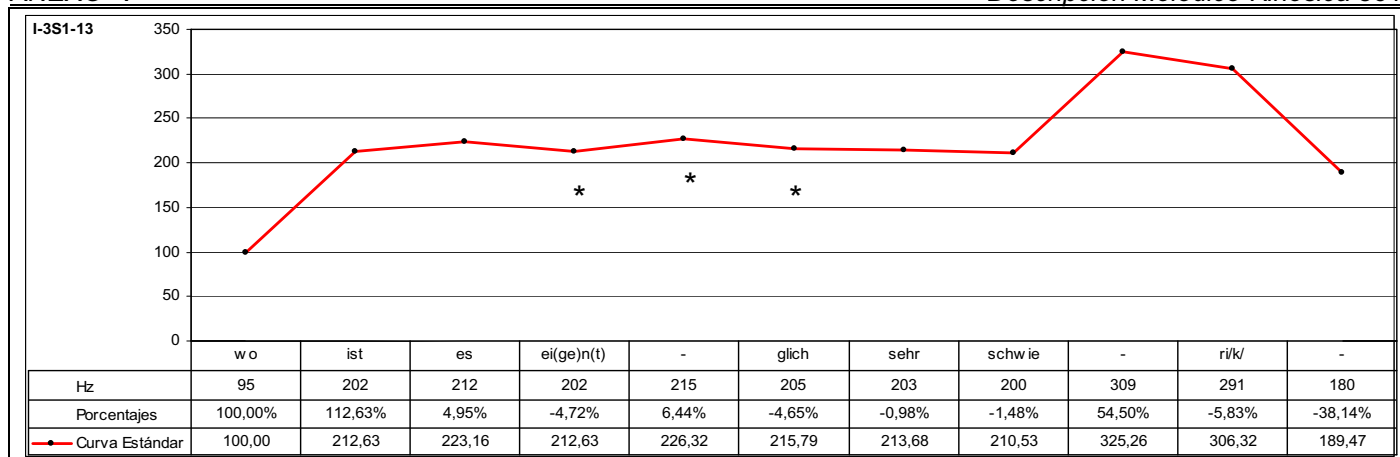 I-3S1-13
350
300
250
200
150
100
50
0
wo ist es ei(ge)n(t) - glich sehr schwie - ri/k/ -
Hz 95 202 212 202 215 205 203 200 309 291 180
Porcentajes 100,00% 112,63% 4,95% -4,72% 6,44% -4,65% -0,98% -1,48% 54,50% -5,83% -38,14%
Curva Estándar 100,00 212,63 223,16 212,63 226,32 215,79 213,68 210,53 325,26 306,32 189,47
* * *